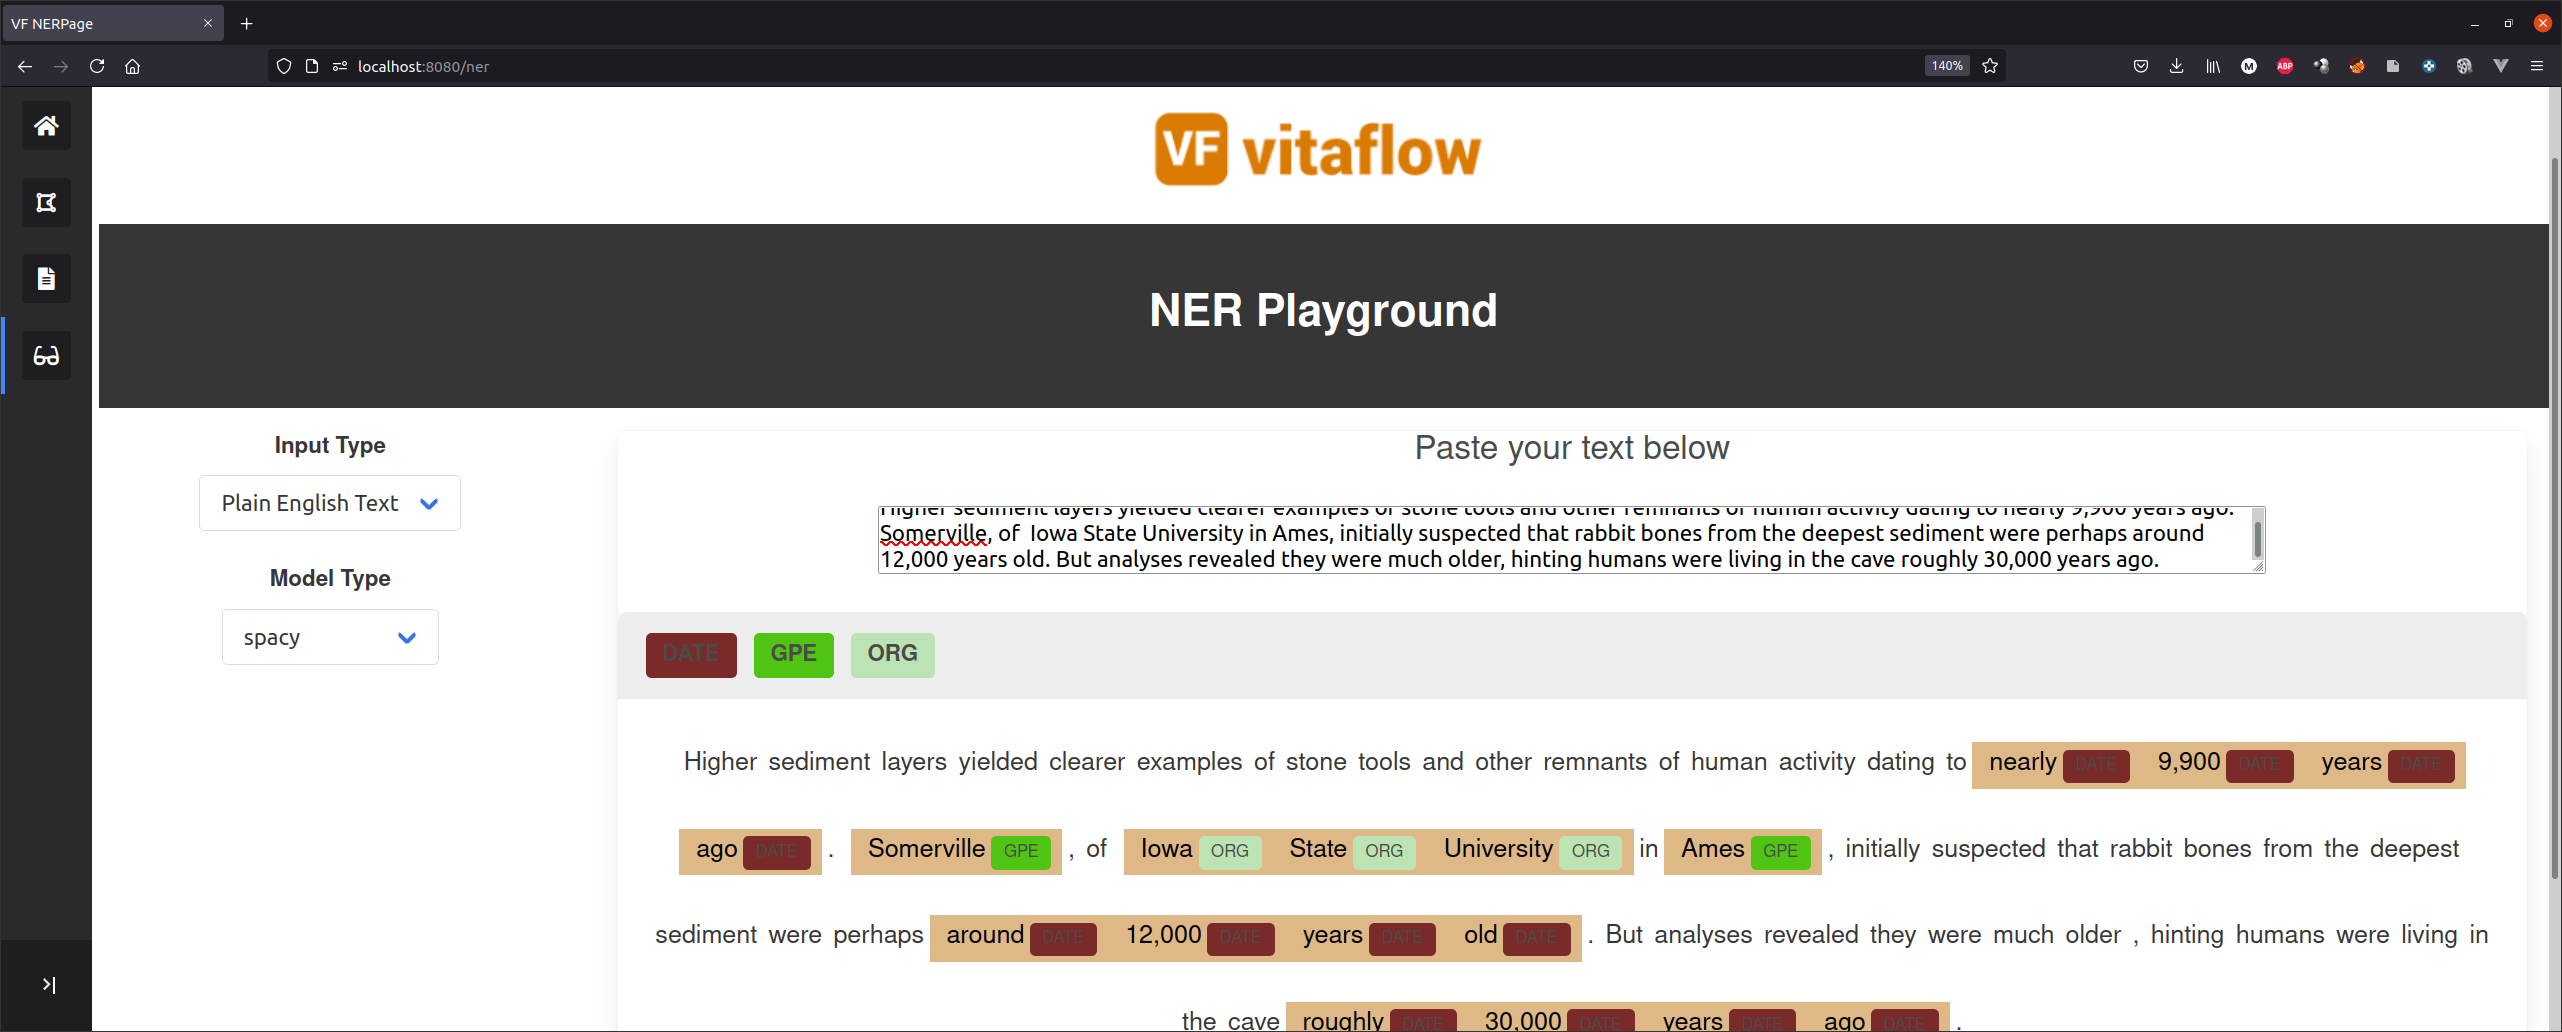 VF NERPage
localhost:8080/ner
140%
M
ABP
VF vitaflow
NER Playground
Input Type
Plain English Text
Model Type
spacy
Paste your text below
Higher sediment layers yielded clearer examples of stone tools and other remnants of human activity dating to nearly 9,900 years ago.
Somerville, of  Iowa State University in Ames, initially suspected that rabbit bones from the deepest sediment were perhaps around
12,000 years old. But analyses revealed they were much older, hinting humans were living in the cave roughly 30,000 years ago.
DATE GPE ORG
Higher sediment layers yielded clearer examples of stone tools and other remnants of human activity dating to nearly DATE 9,900 DATE years DATE
ago DATE . Somerville GPE , of Iowa ORG State ORG University ORG in Ames GPE , initially suspected that rabbit bones from the deepest
sediment were perhaps around DATE 12,000 DATE years DATE old DATE . But analyses revealed they were much older , hinting humans were living in
the cave roughly DATE 30,000 DATE years DATE ago DATE .